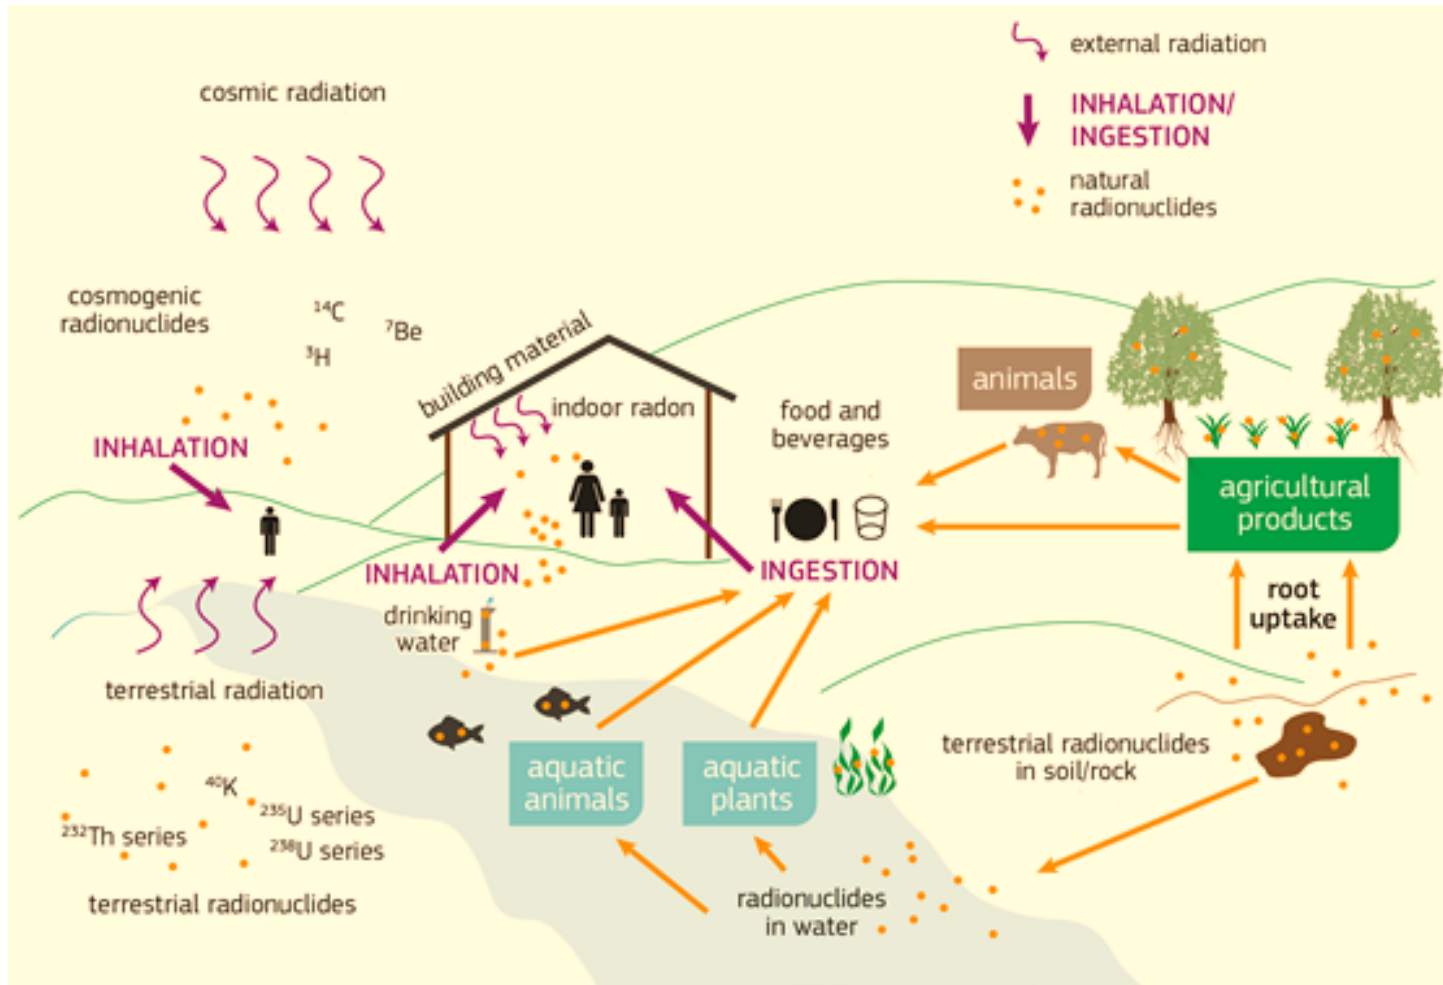 external radiation
INHALATION/
INGESTION
natural
radionuclides
cosmic radiation
cosmogenic
radionuclides
¹⁴C
⁷Be
³H
building material
indoor radon
food and
beverages
animals
INHALATION
agricultural
products
INHALATION
INGESTION
root
uptake
drinking
water
terrestrial radiation
terrestrial radionuclides
in soil/rock
aquatic
animals
aquatic
plants
⁴⁰K
²³⁵U series
²³²Th series
²³⁸U series
terrestrial radionuclides
radionuclides
in water